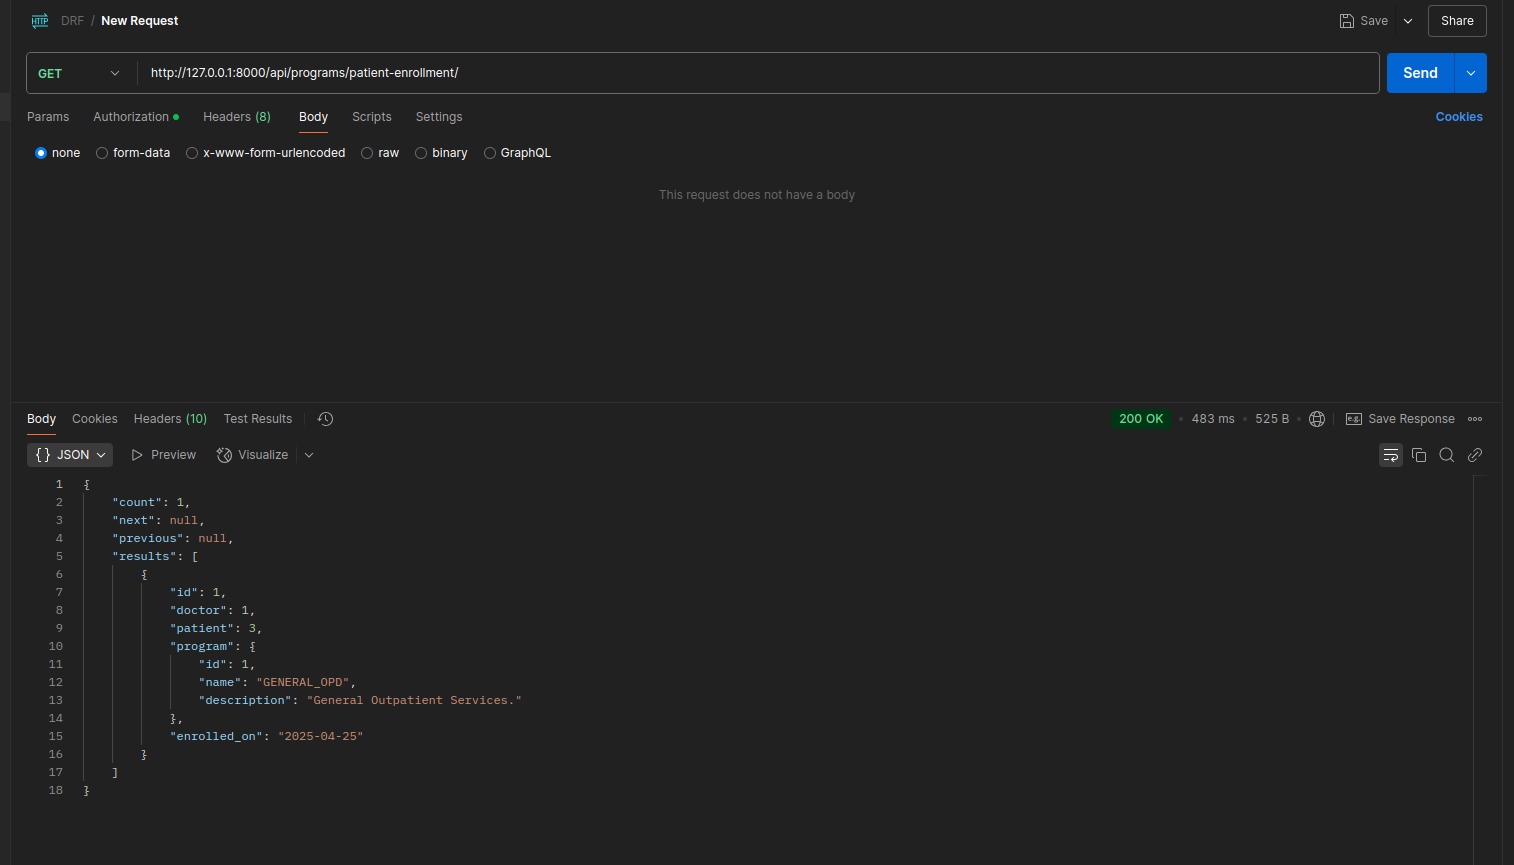 HTTP DRF / New Request Save Share
GET http://127.0.0.1:8000/api/programs/patient-enrollment/ Send
Params Authorization Headers (8) Body Scripts Settings Cookies
none form-data x-www-form-urlencoded raw binary GraphQL
This request does not have a body
Body Cookies Headers (10) Test Results 200 OK 483 ms 525 B e.g. Save Response
{} JSON Preview Visualize
1 {
2 "count": 1,
3 "next": null,
4 "previous": null,
5 "results": [
6 {
7 "id": 1,
8 "doctor": 1,
9 "patient": 3,
10 "program": {
11 "id": 1,
12 "name": "GENERAL_OPD",
13 "description": "General Outpatient Services."
14 },
15 "enrolled_on": "2025-04-25"
16 }
17 ]
18 }